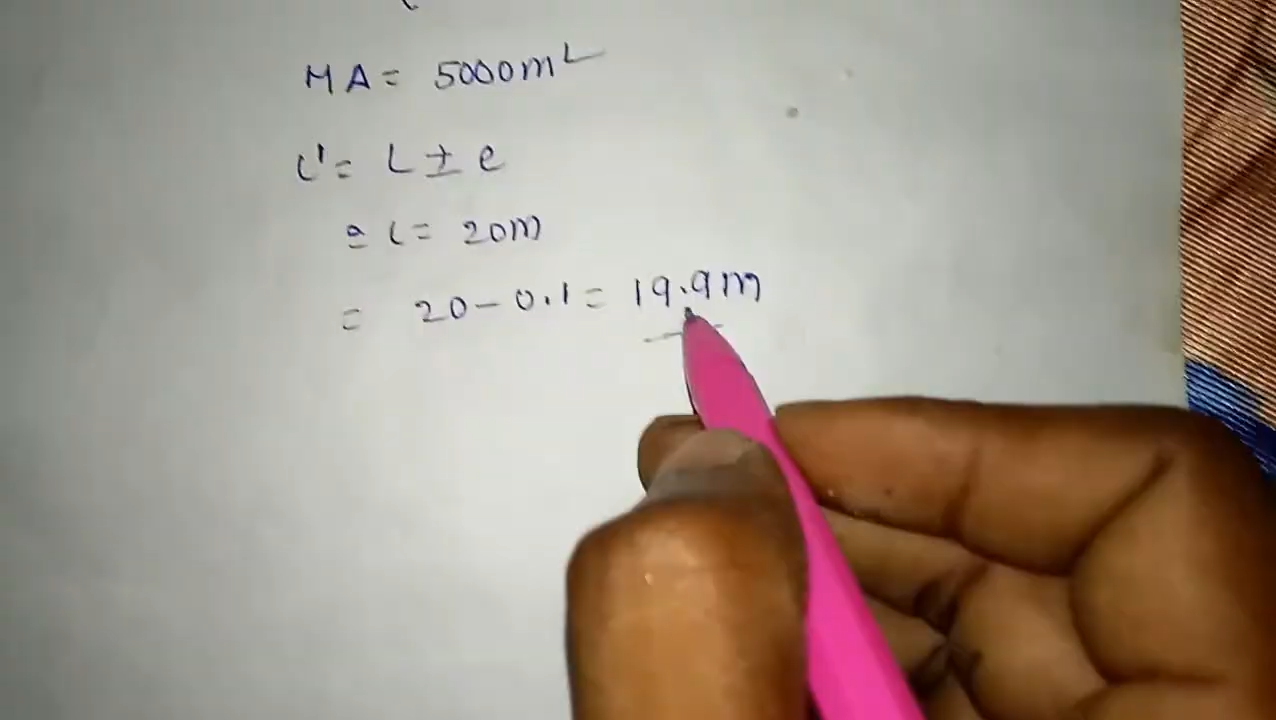 MA = 5000m²
L' = L ± e
= L = 20m
= 20 - 0.1 = 19.9m